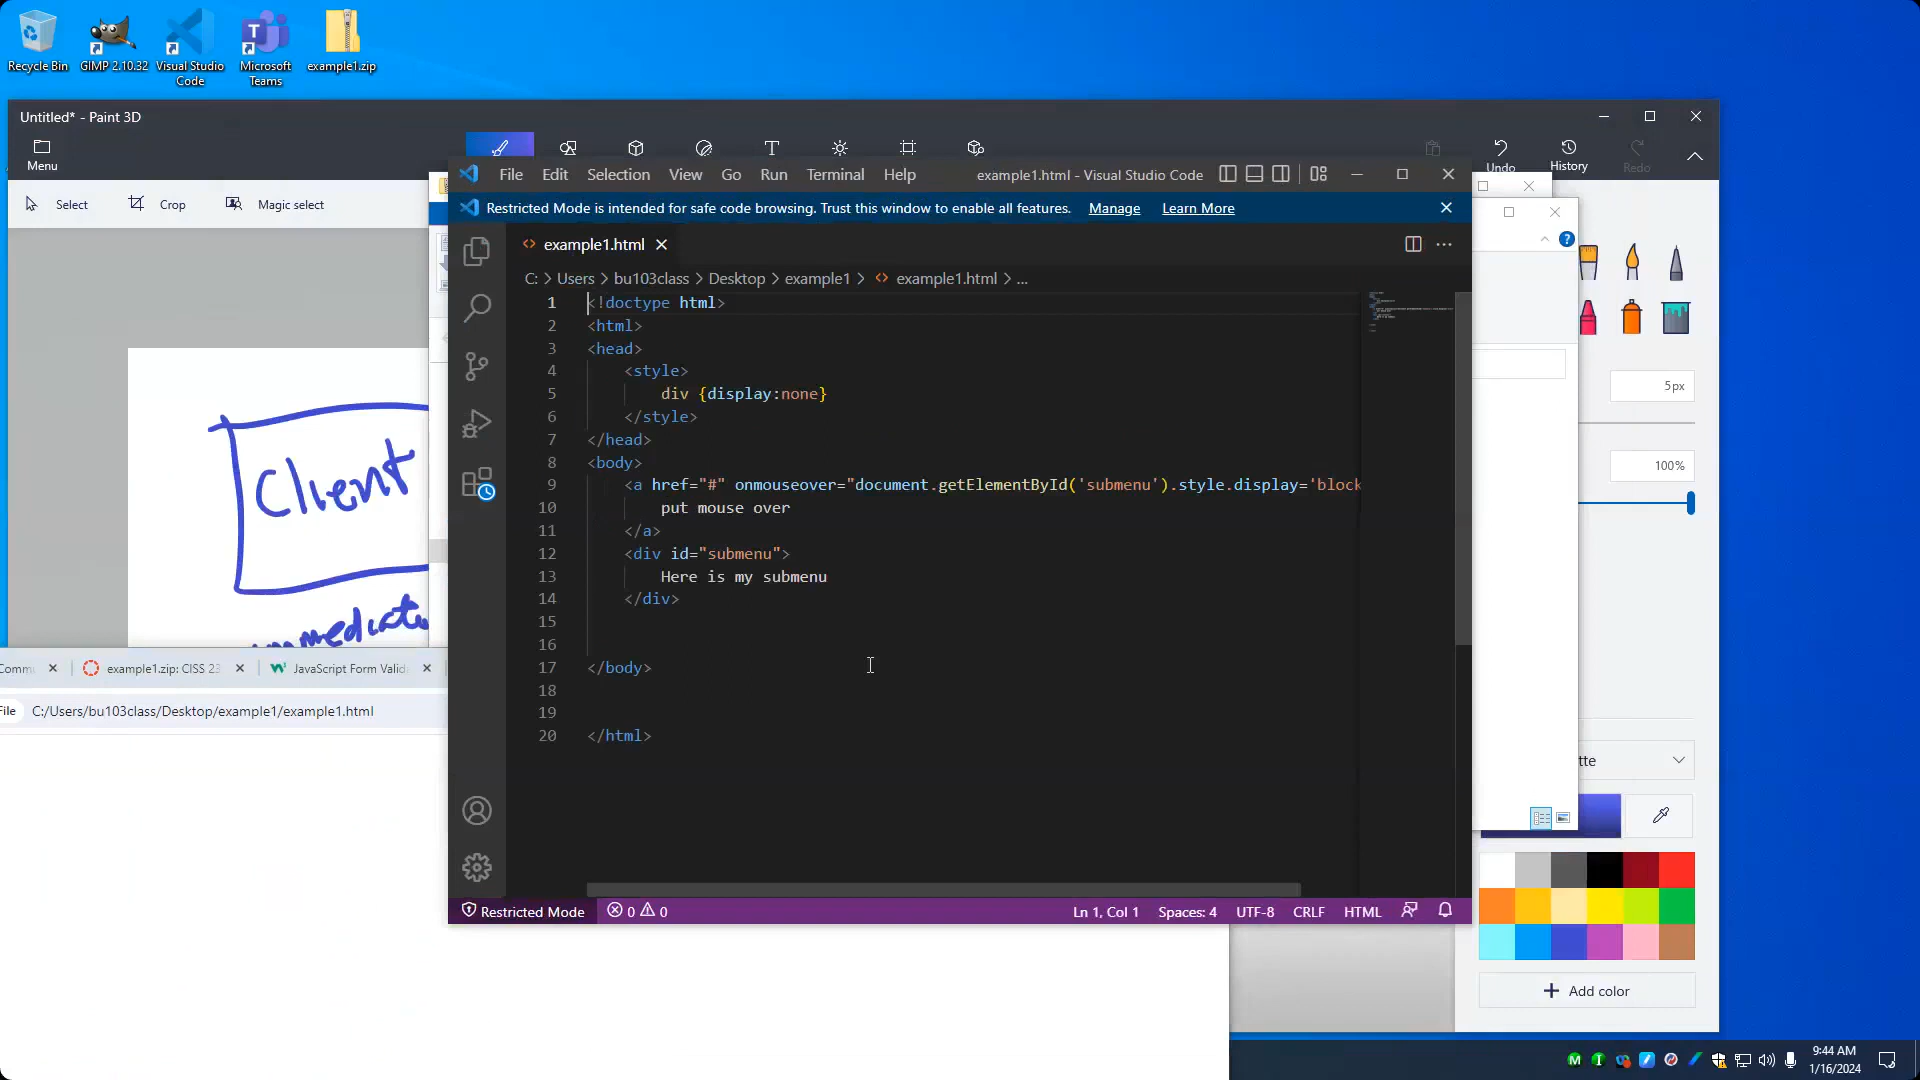 Recycle Bin
GIMP 2.10.32
Visual Studio
Code
Microsoft
Teams
example1.zip
Untitled* - Paint 3D
Menu
Undo
History
Redo
Select
Crop
Magic select
File Edit Selection View Go Run Terminal Help
example1.html - Visual Studio Code
Restricted Mode is intended for safe code browsing. Trust this window to enable all features. Manage Learn More
example1.html
C: > Users > bu103class > Desktop > example1 > <> example1.html > ...
1 <!doctype html>
2 <html>
3 <head>
4 <style>
5 div {display:none}
6 </style>
7 </head>
8 <body>
9 <a href="#" onmouseover="document.getElementById('submenu').style.display='block
10 put mouse over
11 </a>
12 <div id="submenu">
13 Here is my submenu
14 </div>
15
16
17 </body>
18
19
20 </html>
Client
5px
100%
example1.zip: CISS 23
JavaScript Form Valid
C:/Users/bu103class/Desktop/example1/example1.html
Restricted Mode
0 0
Ln 1, Col 1 Spaces: 4 UTF-8 CRLF HTML
Add color
9:44 AM
1/16/2024